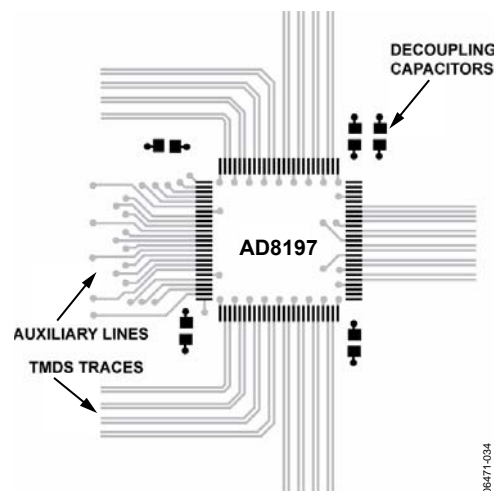 DECOUPLING
CAPACITORS
AD8197
AUXILIARY LINES
TMDS TRACES
06471-034